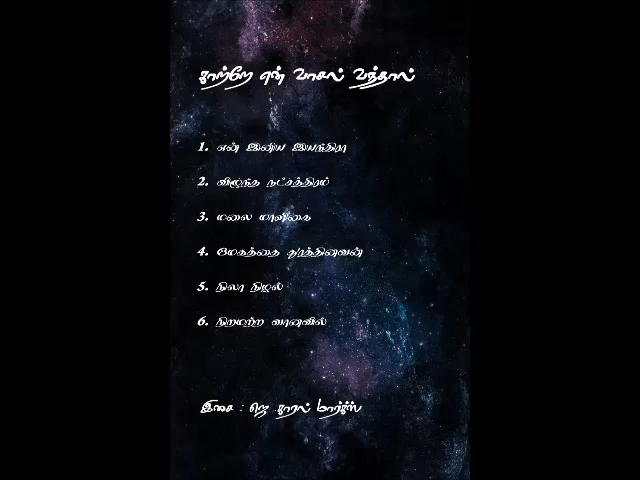 காற்றே என் வாசல் வந்தால்
1. என் இனிய இயந்திரா
2. விழுந்த நட்சத்திரம்
3. மலை மாளிகை
4. மேகத்தை துரத்தினவன்
5. நிலா நிழல்
6. நிறமற்ற வானவில்
இசை : ஜெ கார்ல் மார்க்ஸ்